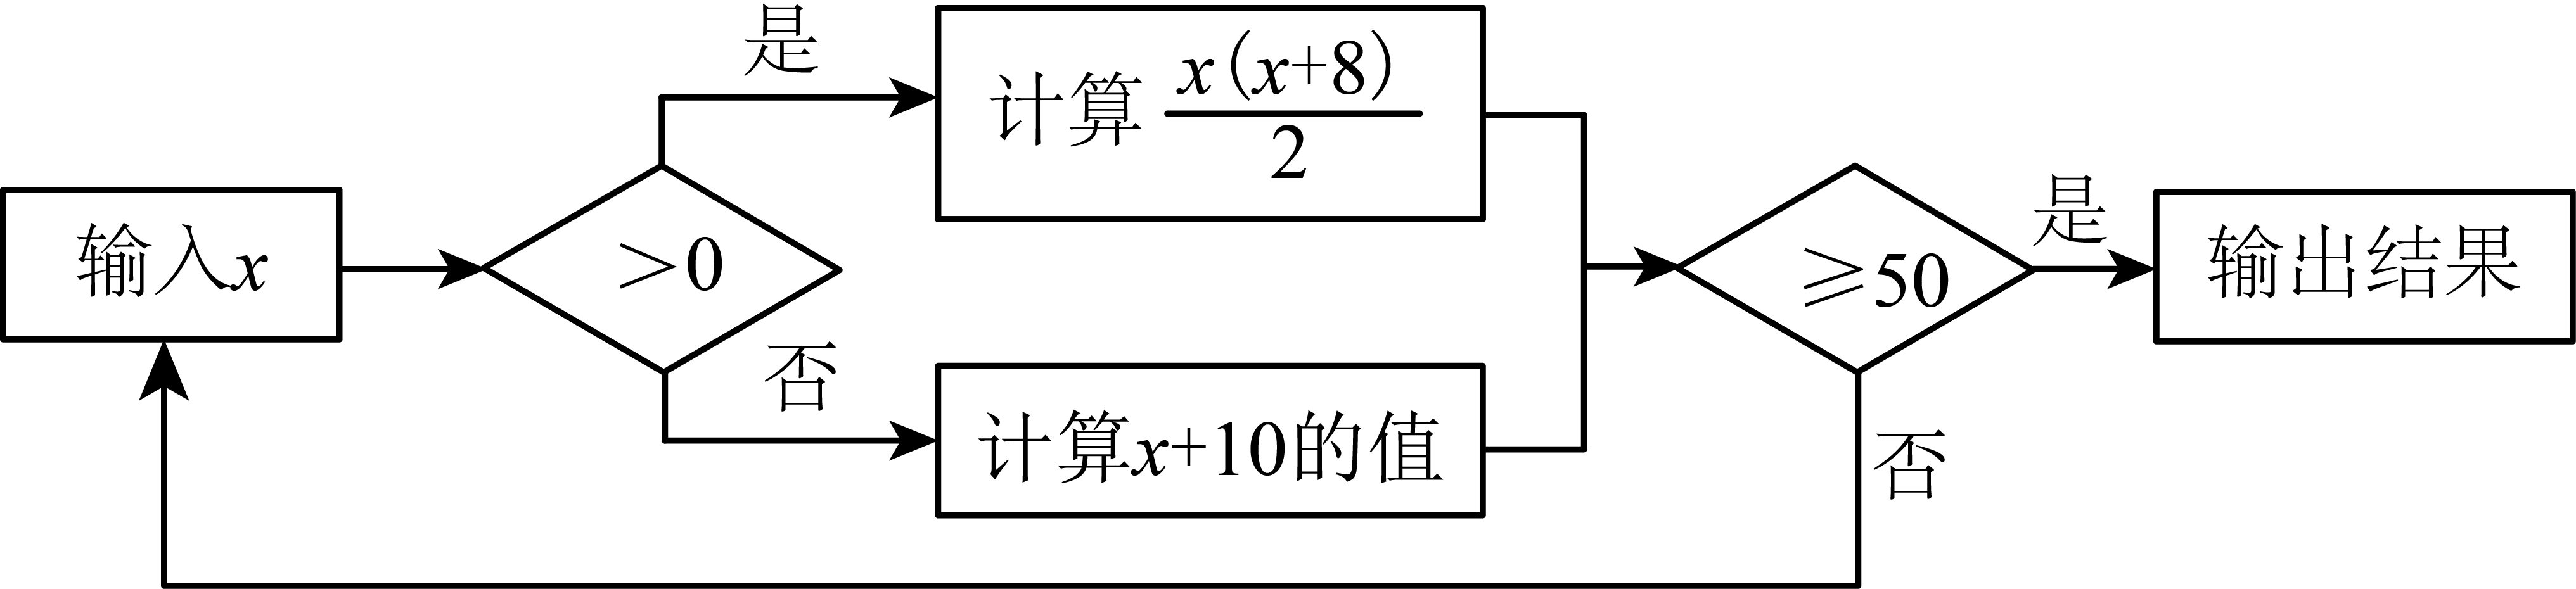 输入x
>0
是
计算 x(x+8)/2
否
计算x+10的值
≥50
是
输出结果
否